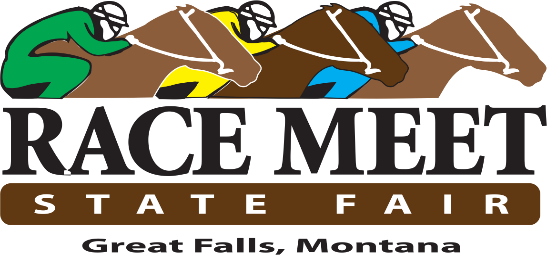 RACE MEET
STATE FAIR
Great Falls, Montana